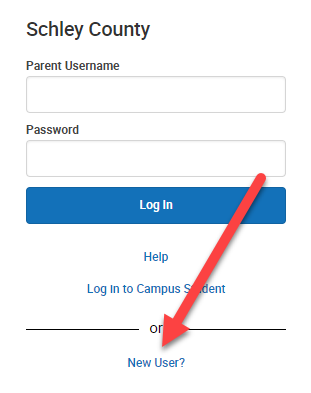 Schley County
Parent Username
Password
Log In
Help
Log In to Campus Student
or
New User?